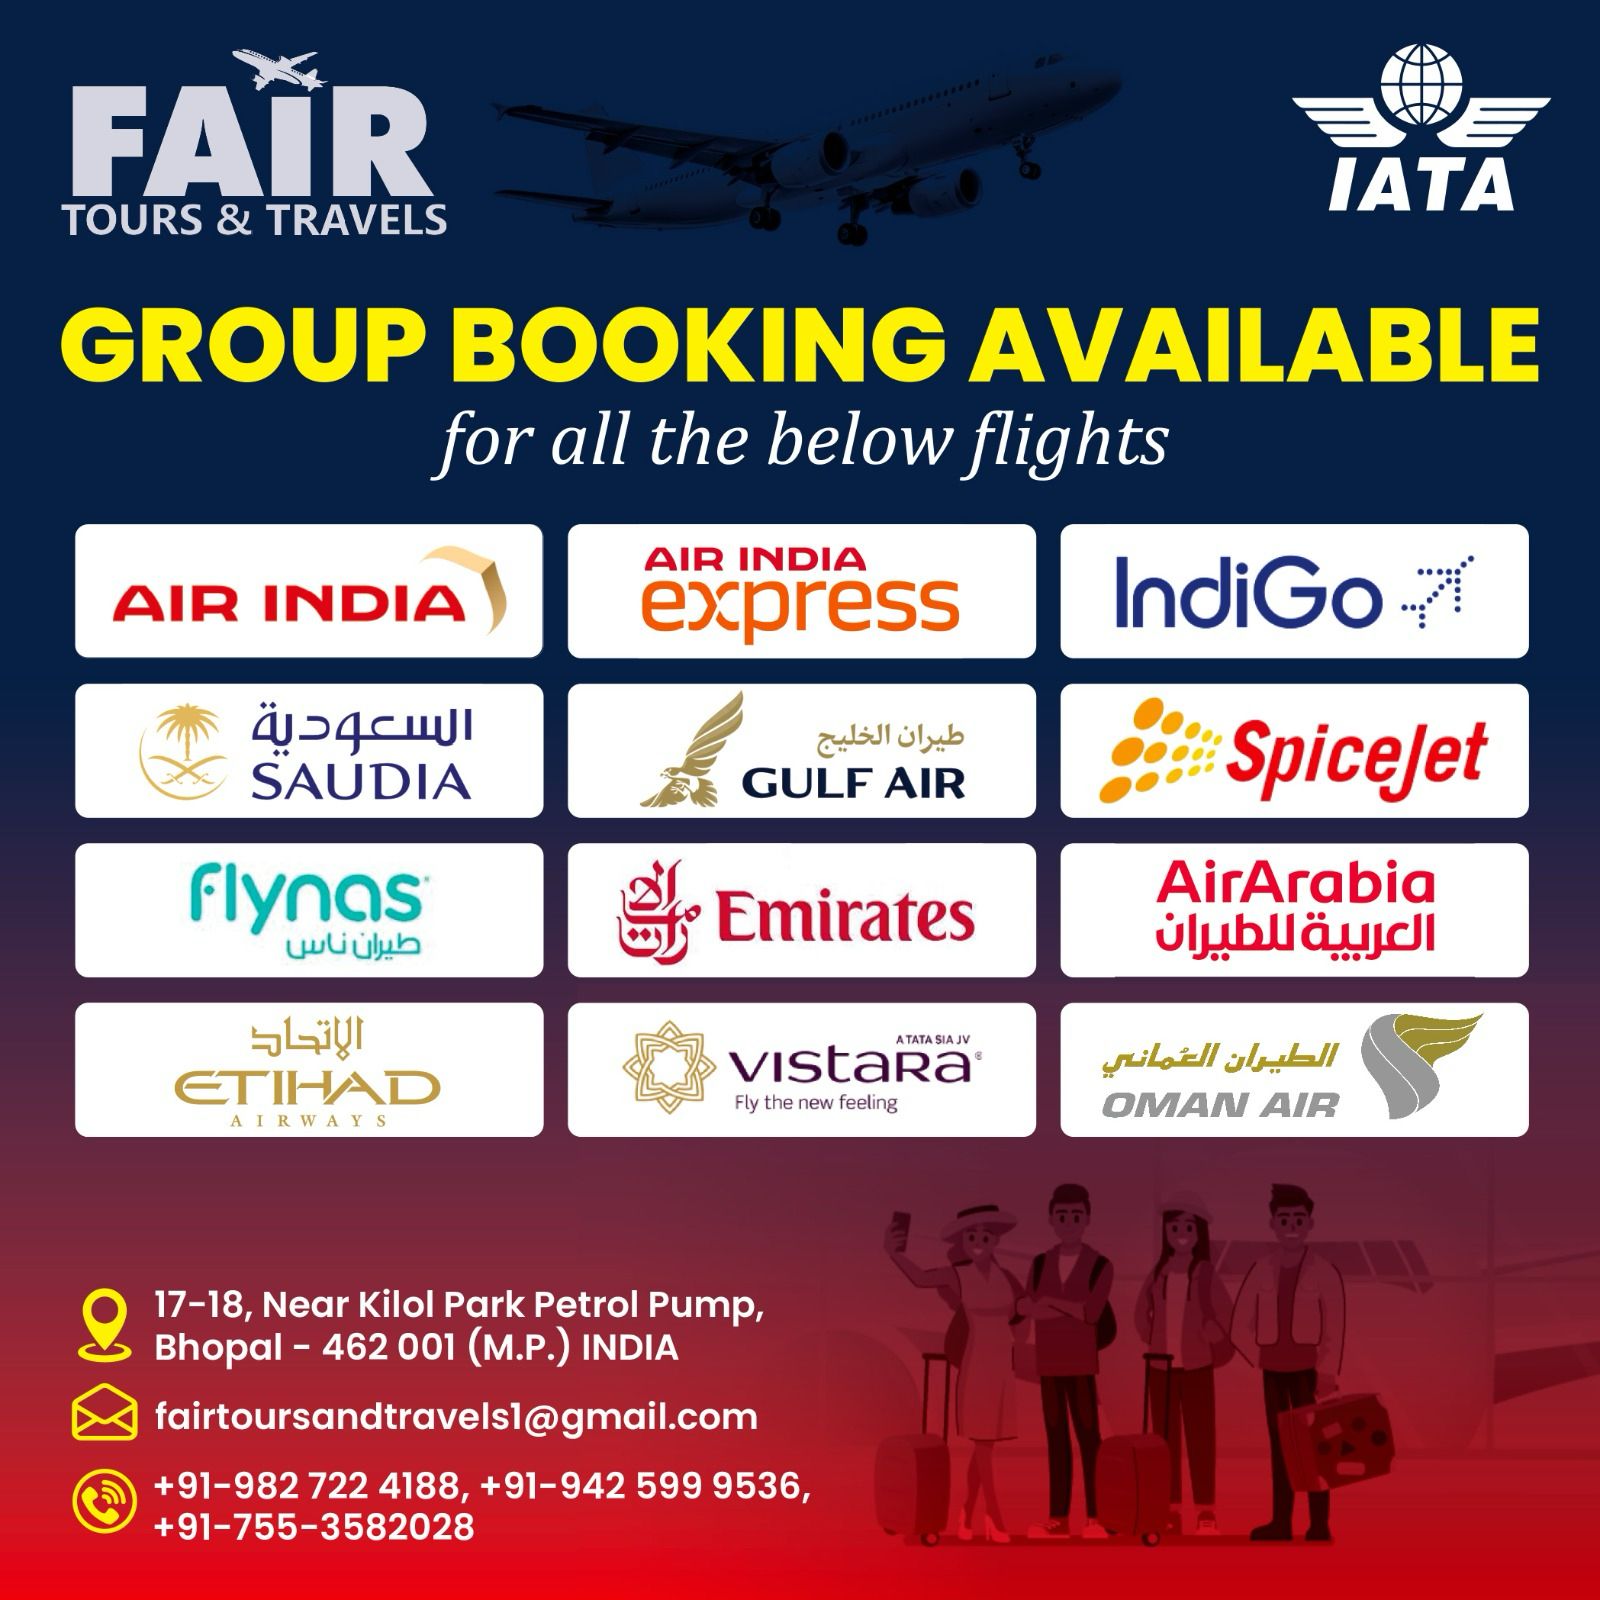 FAiR
TOURS & TRAVELS
IATA
GROUP BOOKING AVAILABLE
for all the below flights
AIR INDIA
AIR INDIA
express
IndiGo
السعودية
SAUDIA
طيران الخليج
GULF AIR
SpiceJet
flynas
طيران ناس
Emirates
AirArabia
العربية للطيران
الاتحاد
ETIHAD
AIRWAYS
A TATA SIA JV
VISTARA
Fly the new feeling
الطيران العُماني
OMAN AIR
17-18, Near Kilol Park Petrol Pump,
Bhopal - 462 001 (M.P.) INDIA
fairtoursandtravels1@gmail.com
+91-982 722 4188, +91-942 599 9536,
+91-755-3582028